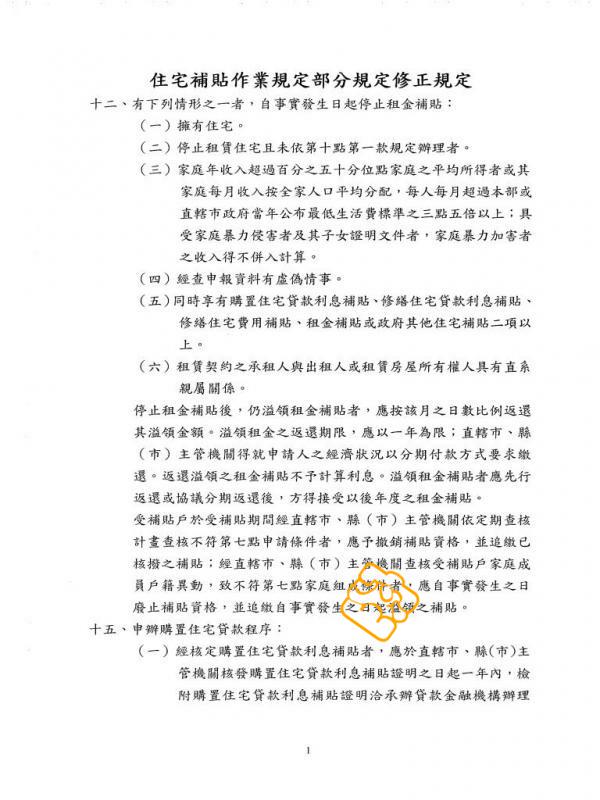 住宅補貼作業規定部分規定修正規定
十二、有下列情形之一者，自事實發生日起停止租金補貼：
（一）擁有住宅。
（二）停止租賃住宅且未依第十點第一款規定辦理者。
（三）家庭年收入超過百分之五十分位點家庭之平均所得者或其
家庭每月收入按全家人口平均分配，每人每月超過本部或
直轄市政府當年公布最低生活費標準之三點五倍以上；具
受家庭暴力侵害者及其子女證明文件者，家庭暴力加害者
之收入得不併入計算。
（四）經查申報資料有虛偽情事。
（五）同時享有購置住宅貸款利息補貼、修繕住宅貸款利息補貼、
修繕住宅費用補貼、租金補貼或政府其他住宅補貼二項以
上。
（六）租賃契約之承租人與出租人或租賃房屋所有權人具有直系
親屬關係。
停止租金補貼後，仍溢領租金補貼者，應按該月之日數比例返還
其溢領金額。溢領租金之返還期限，應以一年為限；直轄市、縣
（市）主管機關得就申請人之經濟狀況以分期付款方式要求繳
還。返還溢領之租金補貼不予計算利息。溢領租金補貼者應先行
返還或協議分期返還後，方得接受以後年度之租金補貼。
受補貼戶於受補貼期間經直轄市、縣（市）主管機關依定期查核
計畫查核不符第七點申請條件者，應予撤銷補貼資格，並追繳已
核撥之補貼；經直轄市、縣（市）主管機關查核受補貼戶家庭成
員戶籍異動，致不符第七點家庭組成條件者，應自事實發生之日
廢止補貼資格，並追繳自事實發生之日起溢領之補貼。
十五、申辦購置住宅貸款程序：
（一）經核定購置住宅貸款利息補貼者，應於直轄市、縣(市)主
管機關核發購置住宅貸款利息補貼證明之日起一年內，檢
附購置住宅貸款利息補貼證明洽承辦貸款金融機構辦理
1